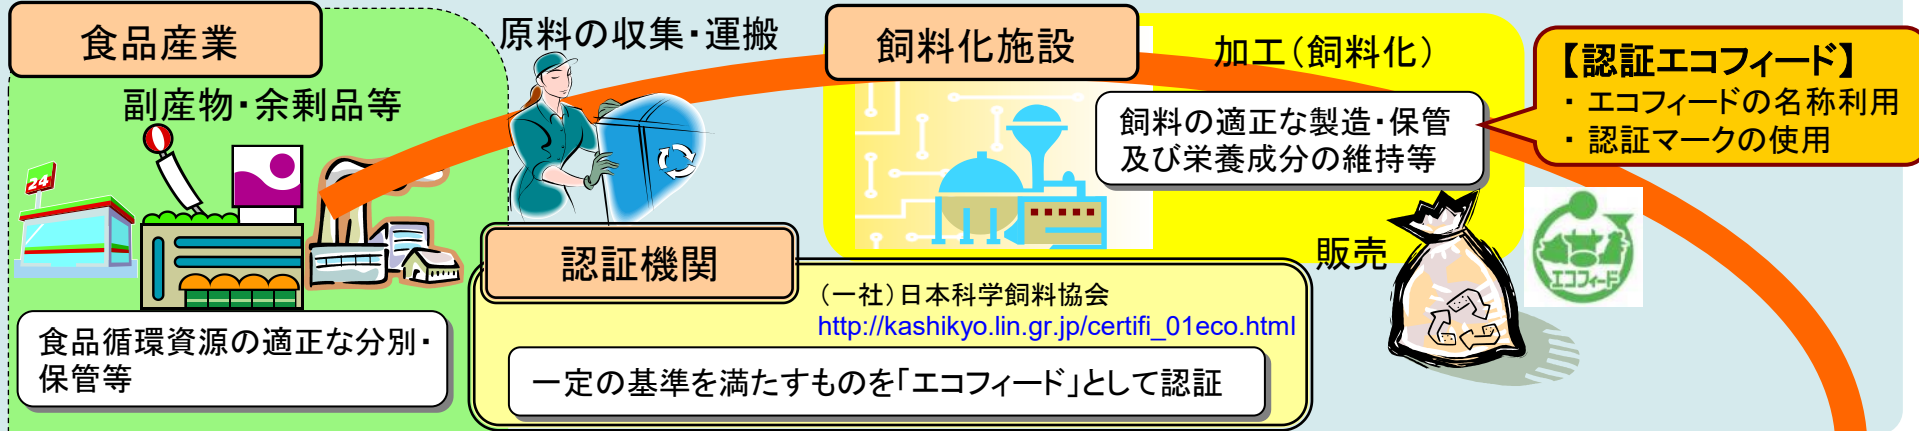 食品産業
副産物・余剰品等
24
食品循環資源の適正な分別・
保管等
原料の収集・運搬
飼料化施設
加工(飼料化)
飼料の適正な製造・保管
及び栄養成分の維持等
【認証エコフィード】
・ エコフィードの名称利用
・ 認証マークの使用
販売
エコフィード
認証機関
(一社)日本科学飼料協会
http://kashikyo.lin.gr.jp/certifi_01eco.html
一定の基準を満たすものを「エコフィード」として認証